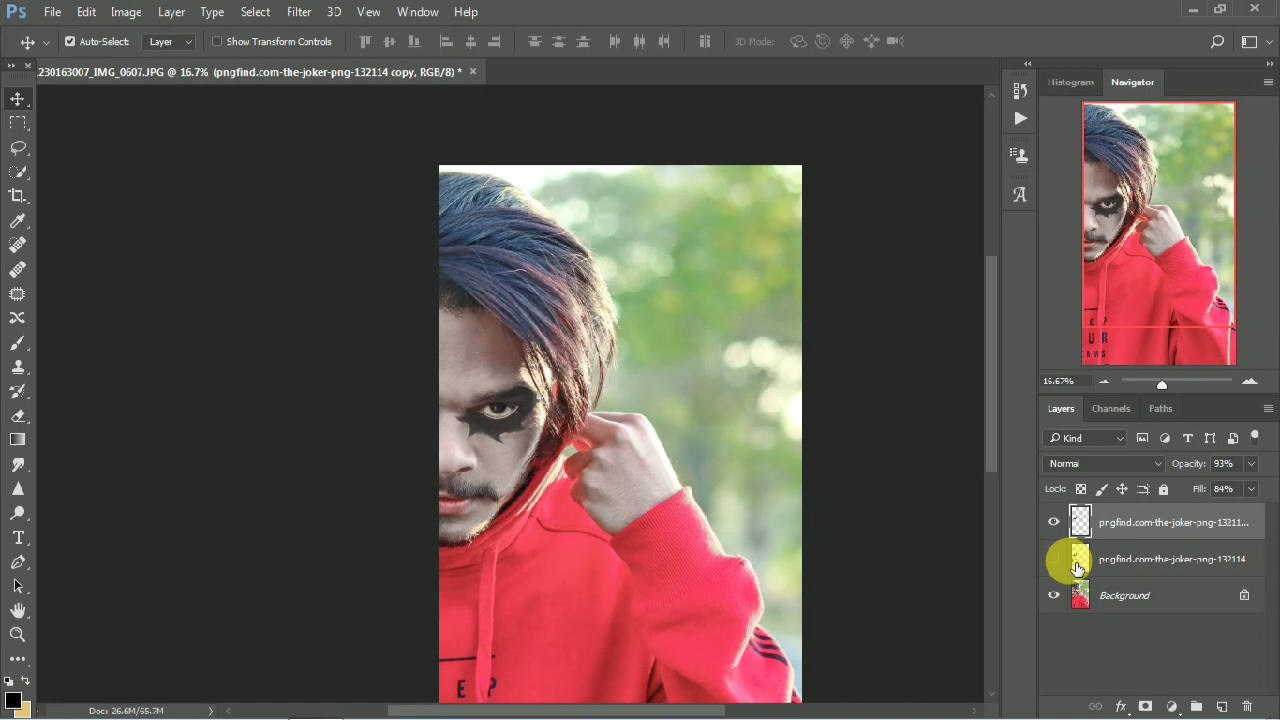 Ps File Edit Image Layer Type Select Filter 3D View Window Help
Auto-Select: Layer Show Transform Controls 3D Mode:
230163007_IMG_0607.JPG @ 16.7% (pngfind.com-the-joker-png-132114 copy, RGB/8) * ×
Histogram Navigator
16.67%
Layers Channels Paths
Kind
Normal Opacity: 93%
Lock: Fill: 84%
pngfind.com-the-joker-png-13211...
pngfind.com-the-joker-png-132114
Background
E P
Doc: 26.6M/65.7M